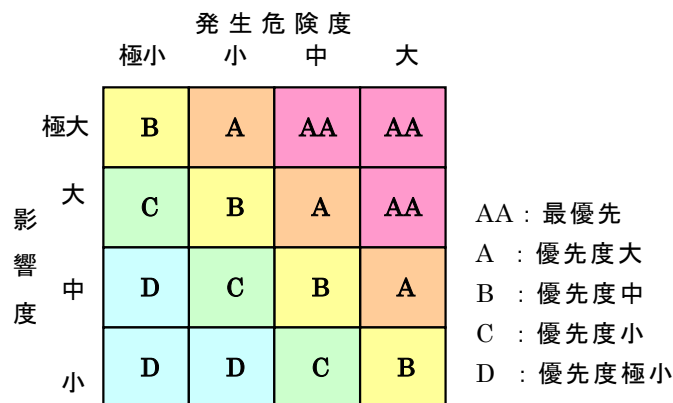 発生危険度
極小 小 中 大
極大 B A AA AA
大 C B A AA
中 D C B A
小 D D C B
影響度
AA：最優先
A ：優先度大
B ：優先度中
C ：優先度小
D ：優先度極小